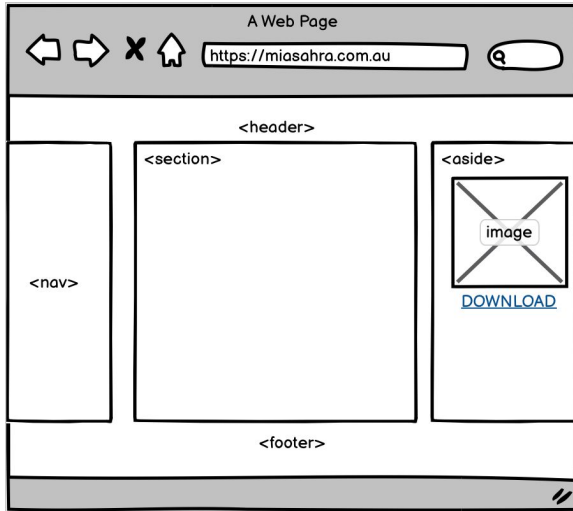 A Web Page
https://miasahra.com.au
<header>
<section>
<aside>
image
<nav>
DOWNLOAD
<footer>